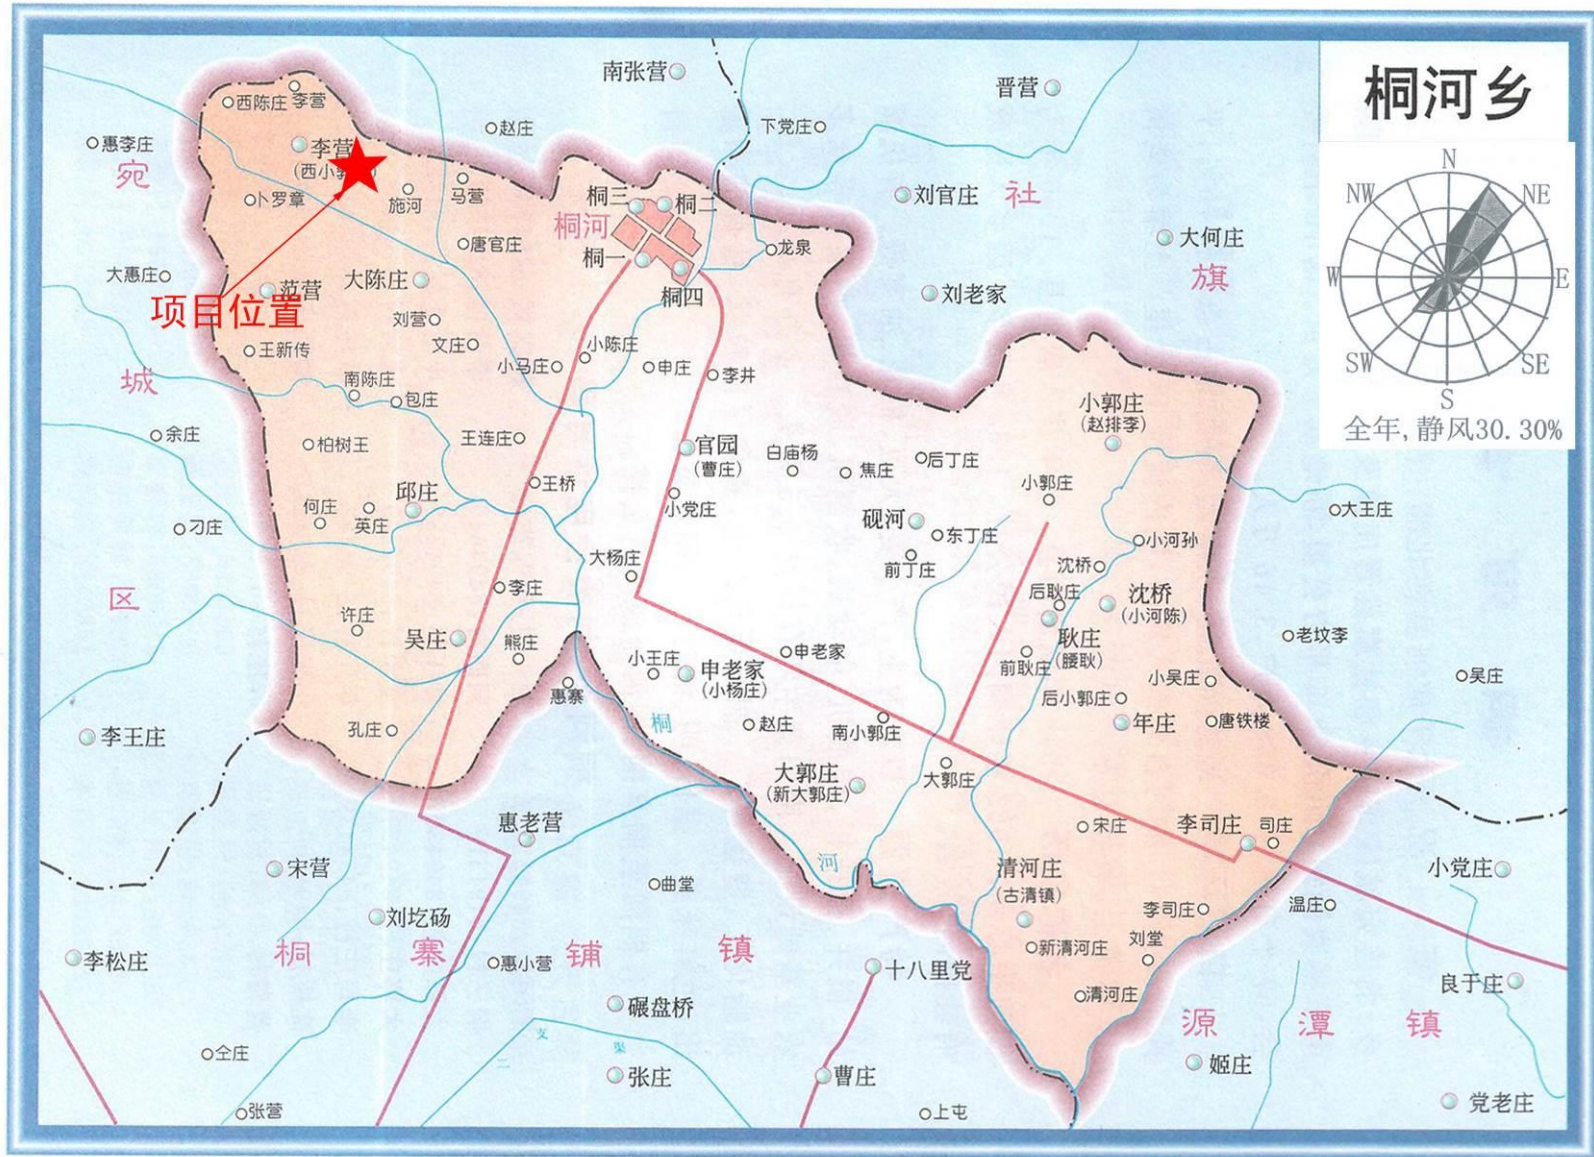 桐河乡
N
NW
NE
W
E
SW
SE
S
全年,静风30.30%
南张营
晋营
西陈庄
李营
赵庄
下党庄
惠李庄
宛
李营
(西小
马营
施河
卜罗章
桐三
桐二
刘官庄
社
桐河
唐官庄
桐一
龙泉
大何庄
大惠庄
大陈庄
桐四
旗
范营
刘老家
项目位置
刘营
文庄
王新传
小陈庄
小马庄
申庄
李井
城
南陈庄
包庄
小郭庄
(赵排李)
余庄
柏树王
王连庄
官园
(曹庄)
白庙杨
焦庄
后丁庄
邱庄
王桥
小郭庄
何庄
英庄
小党庄
大王庄
刁庄
砚河
东丁庄
小河孙
大杨庄
前丁庄
沈桥
李庄
后耿庄
沈桥
(小河陈)
区
许庄
吴庄
熊庄
耿庄
(腰耿)
老坟李
小王庄
申老家
(小杨庄)
申老家
前耿庄
小吴庄
吴庄
惠寨
后小郭庄
桐
赵庄
南小郭庄
年庄
唐铁楼
李王庄
孔庄
大郭庄
(新大郭庄)
大郭庄
惠老营
宋庄
李司庄
司庄
河
宋营
清河庄
(古清镇)
小党庄
曲堂
刘圪砀
李司庄
温庄
桐
寨
铺
镇
新清河庄
刘堂
李松庄
惠小营
十八里党
良于庄
清河庄
碾盘桥
源
潭
镇
二
支
渠
仝庄
张庄
曹庄
姬庄
张营
上屯
党老庄